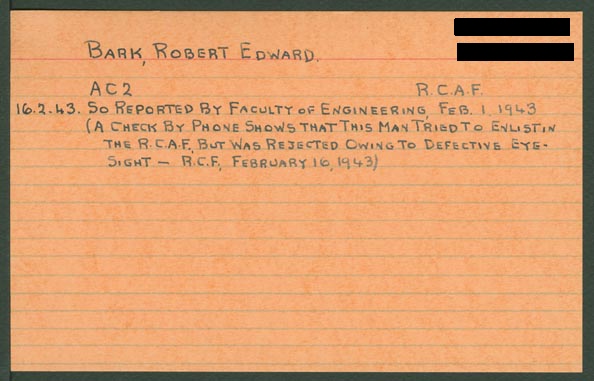 BARK, ROBERT EDWARD.
AC2 R.C.A.F.
16.2.43. SO REPORTED BY FACULTY OF ENGINEERING, FEB. 1, 1943
(A CHECK BY PHONE SHOWS THAT THIS MAN TRIED TO ENLIST IN
THE R.C.A.F., BUT WAS REJECTED OWING TO DEFECTIVE EYE-
SIGHT — R.C.F., FEBRUARY 16, 1943)